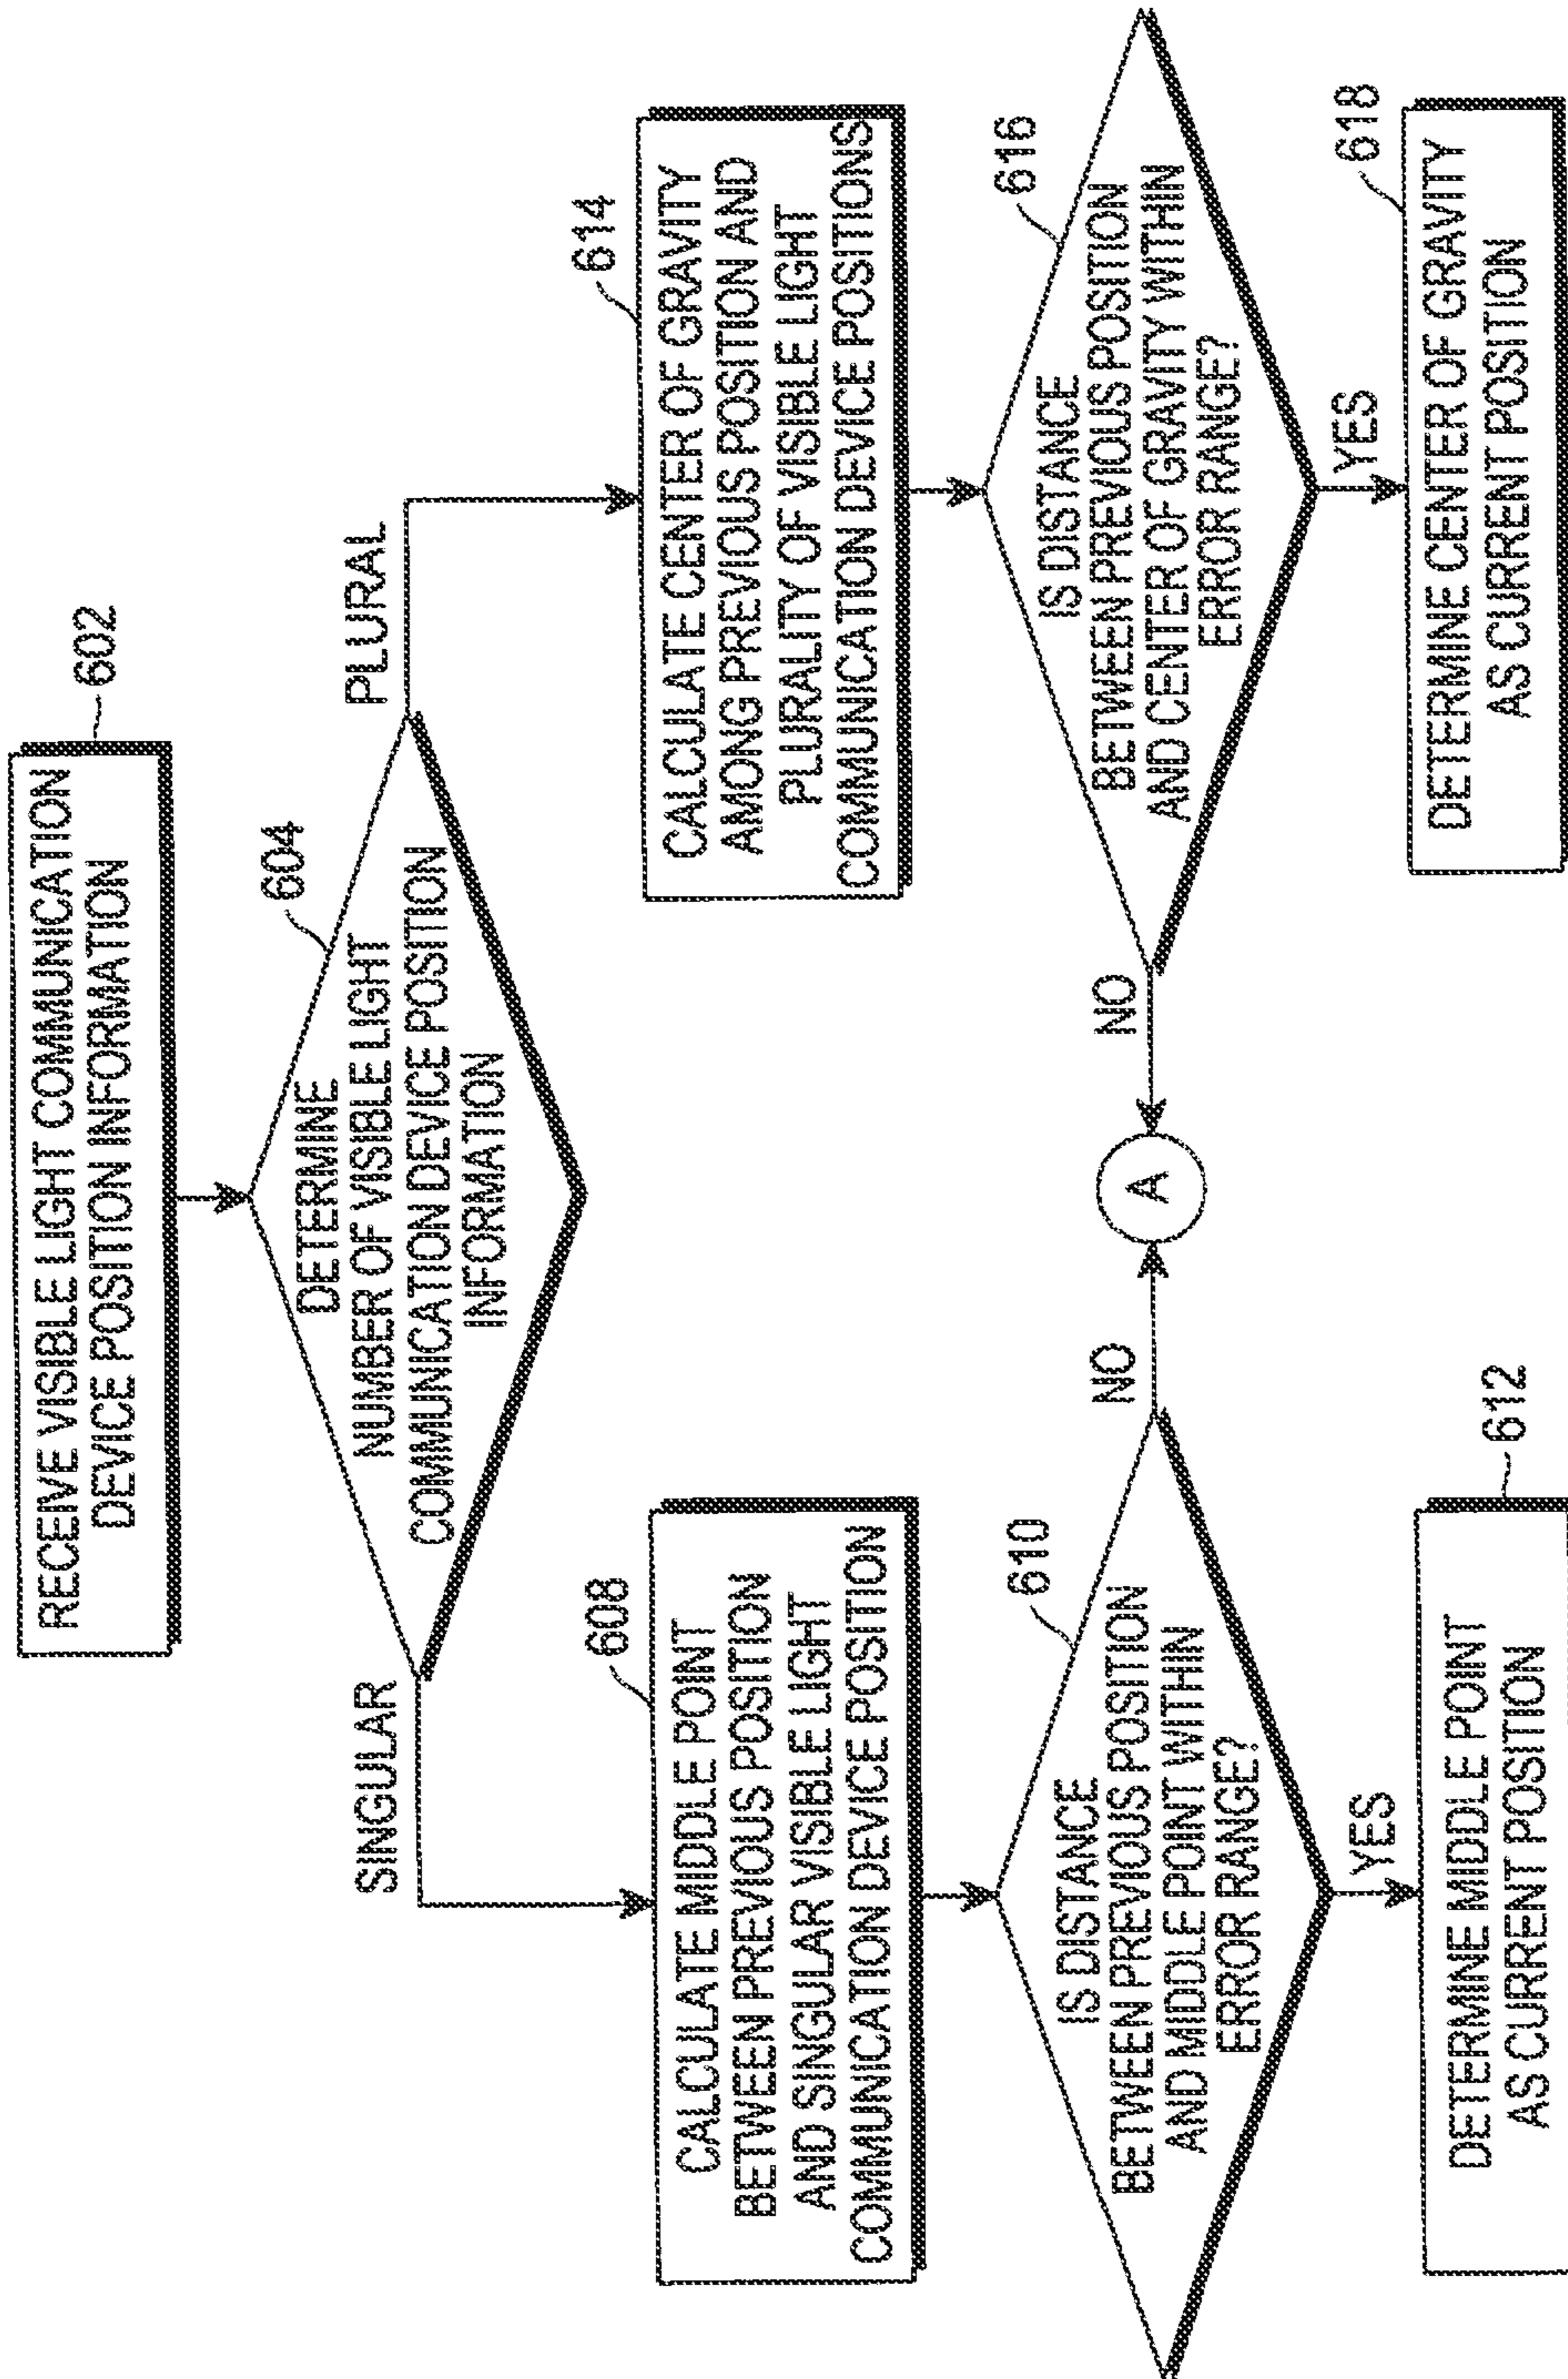 602
RECEIVE VISIBLE LIGHT COMMUNICATION
DEVICE POSITION INFORMATION
604
DETERMINE
NUMBER OF VISIBLE LIGHT
COMMUNICATION DEVICE POSITION
INFORMATION
SINGULAR
PLURAL
608
CALCULATE MIDDLE POINT
BETWEEN PREVIOUS POSITION
AND SINGULAR VISIBLE LIGHT
COMMUNICATION DEVICE POSITION
610
IS DISTANCE
BETWEEN PREVIOUS POSITION
AND MIDDLE POINT WITHIN
ERROR RANGE?
NO
YES
612
DETERMINE MIDDLE POINT
AS CURRENT POSITION
A
614
CALCULATE CENTER OF GRAVITY
AMONG PREVIOUS POSITION AND
PLURALITY OF VISIBLE LIGHT
COMMUNICATION DEVICE POSITIONS
616
IS DISTANCE
BETWEEN PREVIOUS POSITION
AND CENTER OF GRAVITY WITHIN
ERROR RANGE?
NO
YES
618
DETERMINE CENTER OF GRAVITY
AS CURRENT POSITION